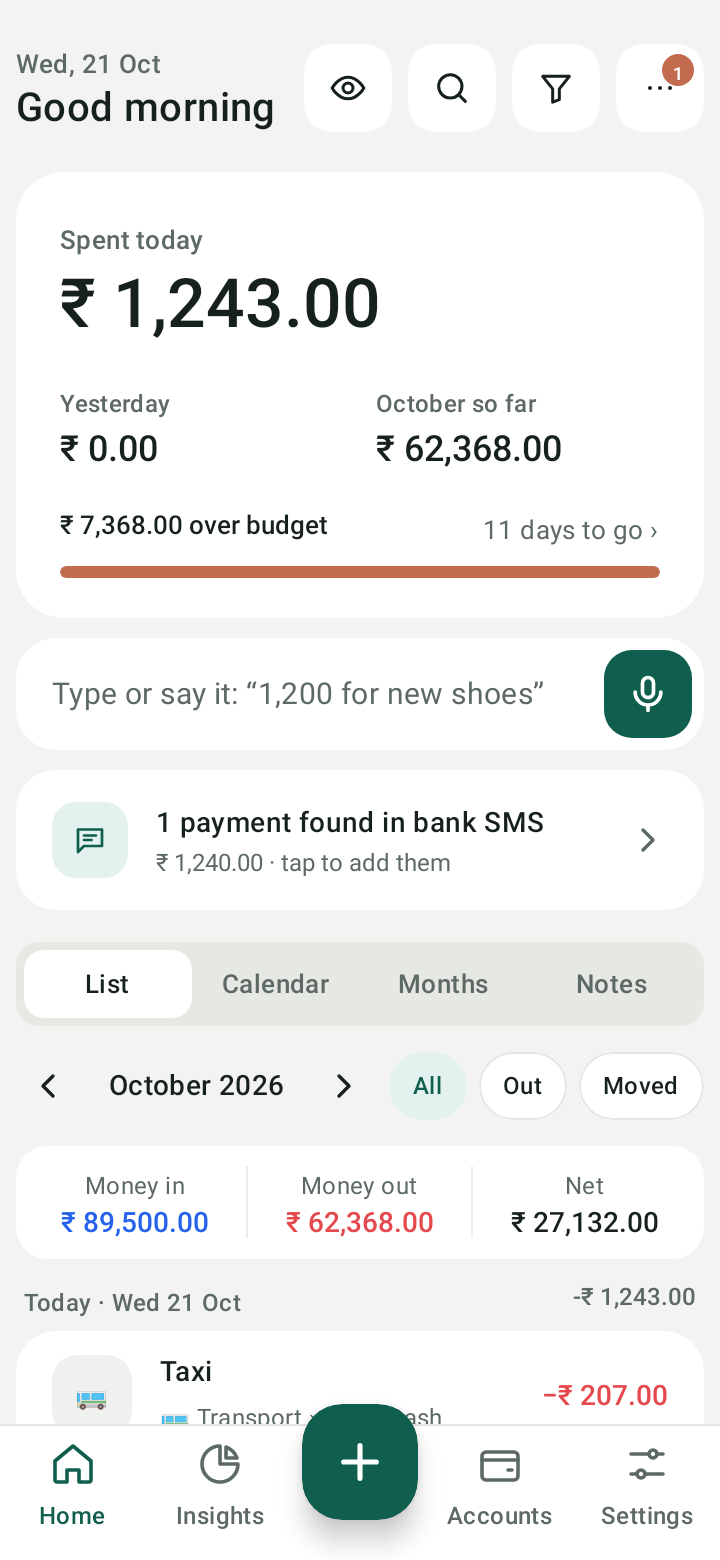 Wed, 21 Oct
Good morning
1
Spent today
₹ 1,243.00
Yesterday
October so far
₹ 0.00
₹ 62,368.00
₹ 7,368.00 over budget
11 days to go ›
Type or say it: “1,200 for new shoes”
1 payment found in bank SMS
₹ 1,240.00 · tap to add them
List Calendar Months Notes
October 2026
All Out Moved
Money in Money out Net
₹ 89,500.00 ₹ 62,368.00 ₹ 27,132.00
Today · Wed 21 Oct
-₹ 1,243.00
Taxi
−₹ 207.00
Transport
Home Insights Accounts Settings